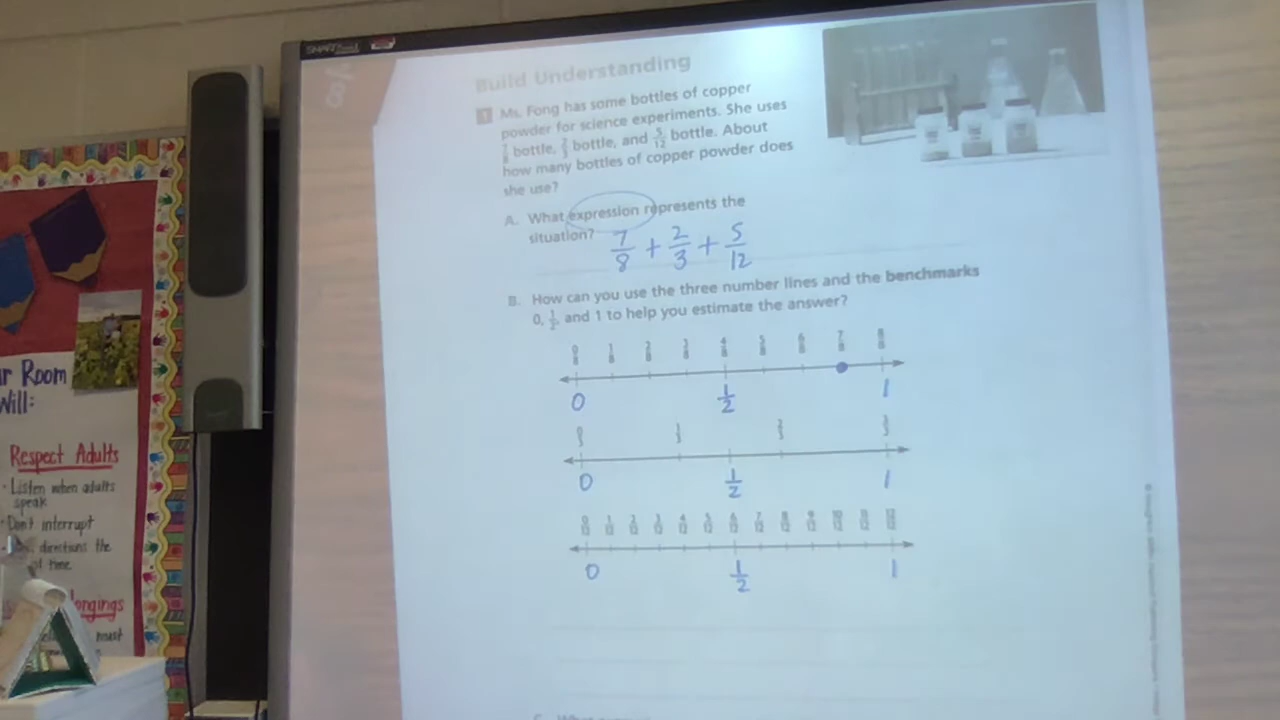 SMART
Build Understanding
1 Ms. Fong has some bottles of copper
powder for science experiments. She uses
7/8 bottle, 2/3 bottle, and 5/12 bottle. About
how many bottles of copper powder does
she use?
A. What expression represents the
situation? 7/8 + 2/3 + 5/12
B. How can you use the three number lines and the benchmarks
0, 1/2, and 1 to help you estimate the answer?
0/8 1/8 2/8 3/8 4/8 5/8 6/8 7/8 8/8
0 1/2 1
0/3 1/3 2/3 3/3
0 1/2 1
0/12 1/12 2/12 3/12 4/12 5/12 6/12 7/12 8/12 9/12 10/12 11/12 12/12
0 1/2 1
Room
Will:
Respect Adults
Listen when adults
speak
Don't interrupt
directions the
time
must